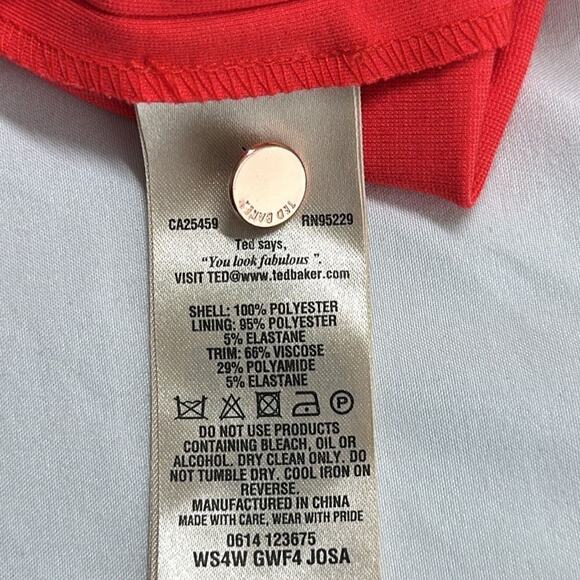 TED BAKER
CA25459 RN95229
Ted says,
"You look fabulous".
VISIT TED@www.tedbaker.com
SHELL: 100% POLYESTER
LINING: 95% POLYESTER
5% ELASTANE
TRIM: 66% VISCOSE
29% POLYAMIDE
5% ELASTANE
P
DO NOT USE PRODUCTS
CONTAINING BLEACH, OIL OR
ALCOHOL. DRY CLEAN ONLY. DO
NOT TUMBLE DRY. COOL IRON ON
REVERSE.
MANUFACTURED IN CHINA
MADE WITH CARE, WEAR WITH PRIDE
0614 123675
WS4W GWF4 JOSA